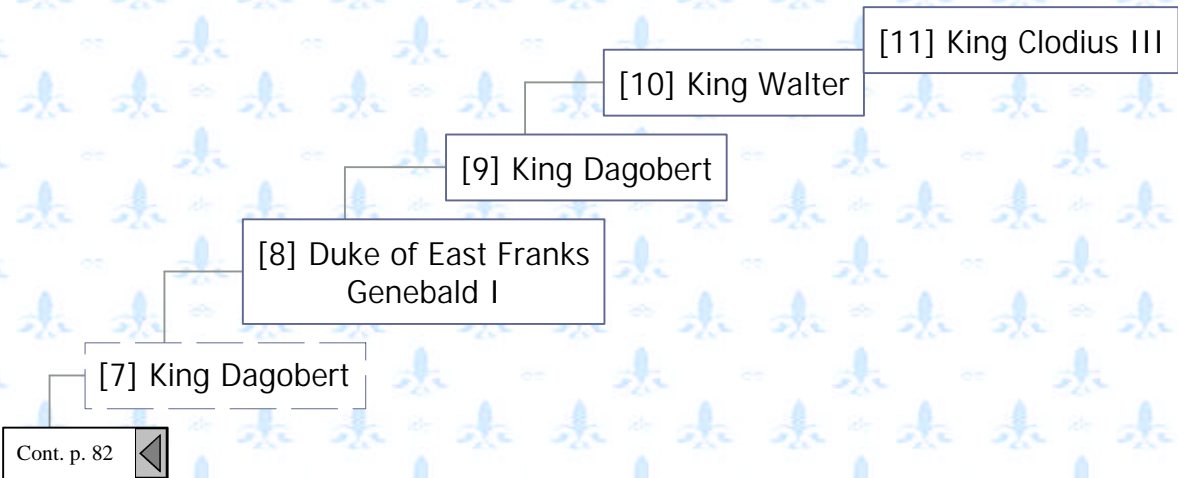 [11] King Clodius III
[10] King Walter
[9] King Dagobert
[8] Duke of East Franks
Genebald I
[7] King Dagobert
Cont. p. 82